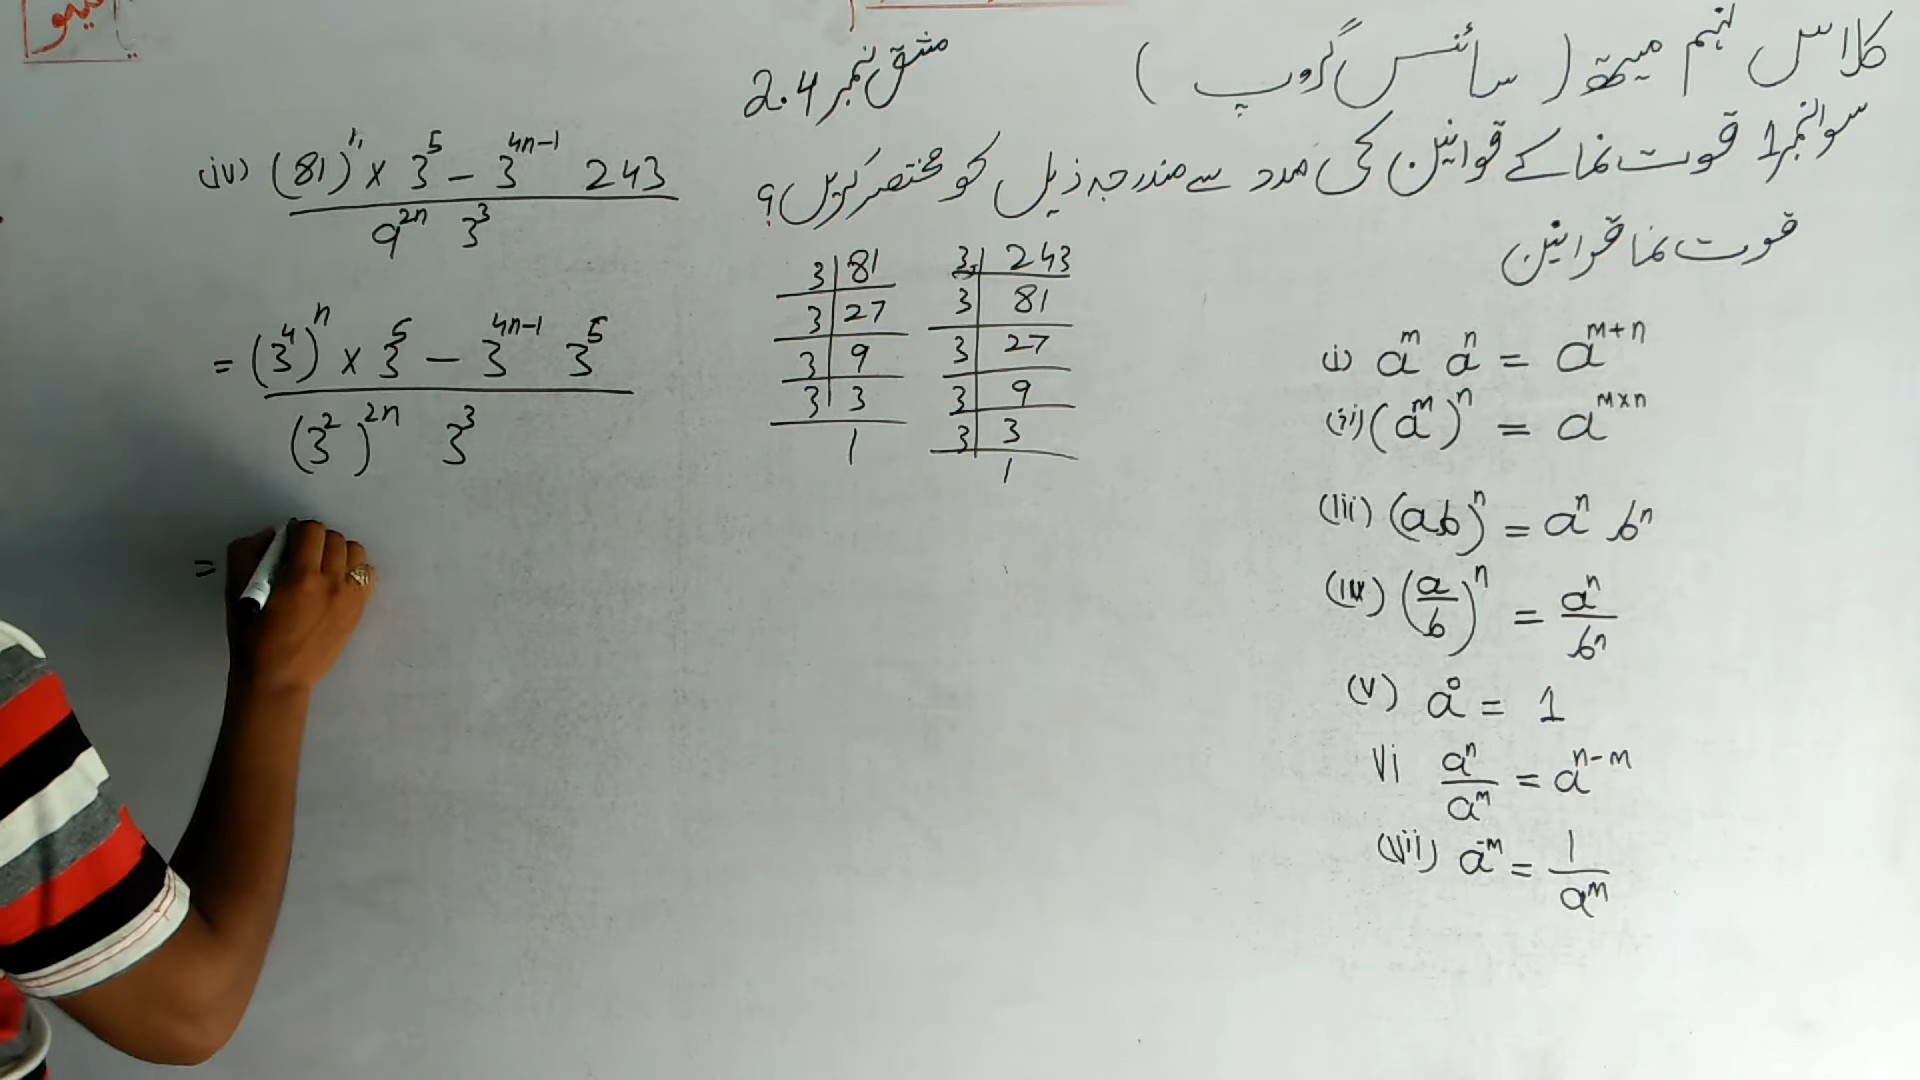 کلاس نہم میتھ (سائنس گروپ)
مشق نمبر 2.4
سوالنمبر 1 قوت نما کے قوانین کی مدد سے مندرجہ ذیل کو مختصر کریں؟
قوت نما قوانین
(i) a^m a^n = a^{m+n}
(ii) (a^m)^n = a^{m×n}
(iii) (ab)^n = a^n b^n
(a/b)^n = a^n / b^n
(v) a^0 = 1
Vi a^n / a^m = a^{n-m}
(Vii) a^{-m} = 1 / a^m
(iv) (81)^n × 3^5 − 3^{4n-1} 243
9^{2n} 3^3
= (3^4)^n × 3^5 − 3^{4n-1} 3^5
(3^2)^{2n} 3^3
=
3 | 81
3 | 27
3 | 9
3 | 3
1
3 | 243
3 | 81
3 | 27
3 | 9
3 | 3
1